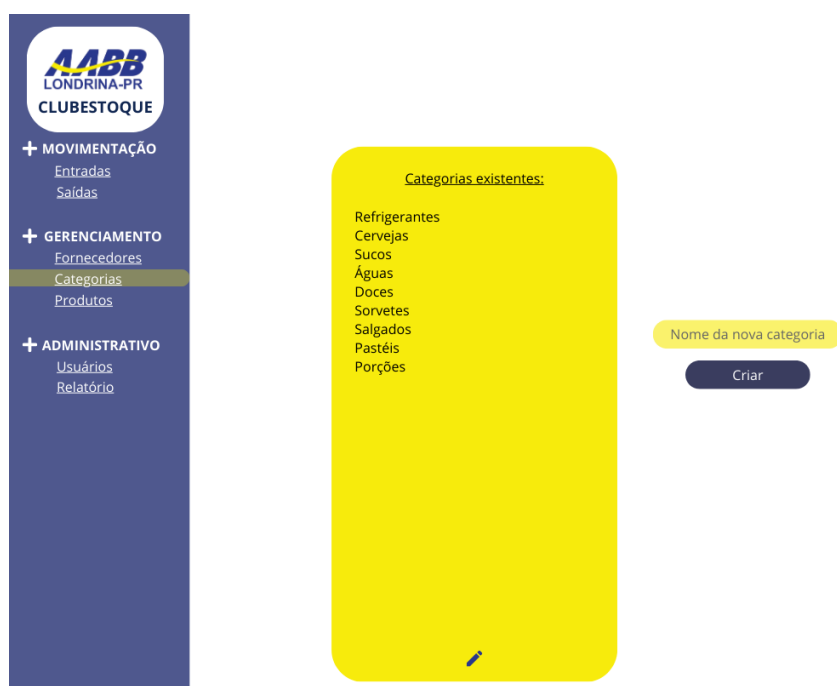 AABB
LONDRINA-PR
CLUBESTOQUE
MOVIMENTAÇÃO
Entradas
Saídas
GERENCIAMENTO
Fornecedores
Categorias
Produtos
ADMINISTRATIVO
Usuários
Relatório
Categorias existentes:
Refrigerantes
Cervejas
Sucos
Águas
Doces
Sorvetes
Salgados
Pastéis
Porções
Nome da nova categoria
Criar